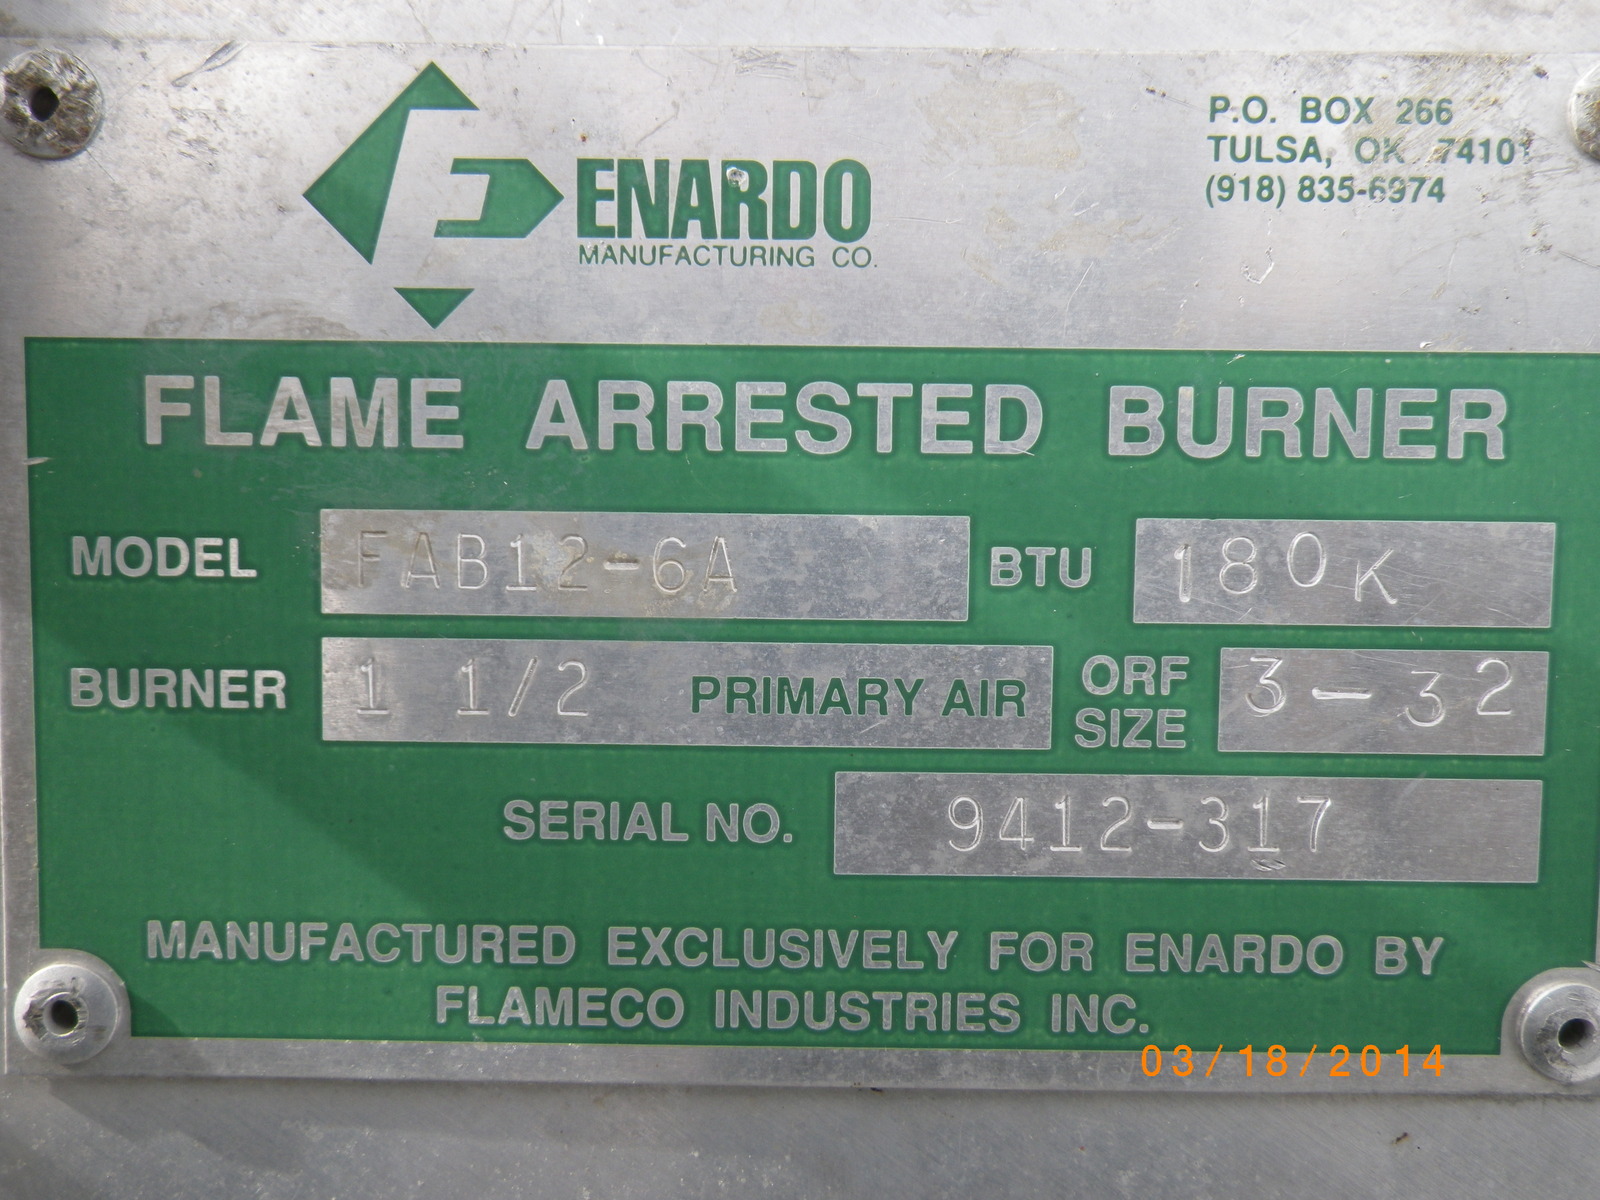 ENARDO
MANUFACTURING CO.
P.O. BOX 266
TULSA, OK 74101
(918) 835-6974
FLAME ARRESTED BURNER
MODEL FAB12-6A BTU 180K
BURNER 1 1/2 PRIMARY AIR ORF SIZE 3-32
SERIAL NO. 9412-317
MANUFACTURED EXCLUSIVELY FOR ENARDO BY
FLAMECO INDUSTRIES INC.
03/18/2014